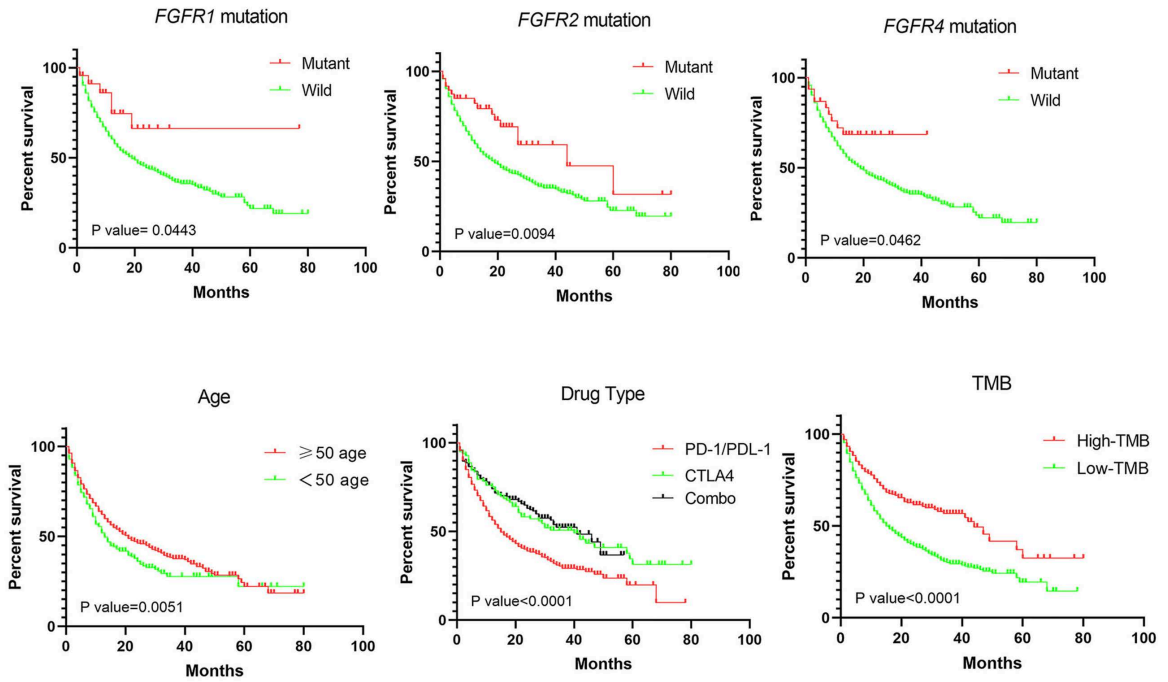 FGFR1 mutation
Percent survival
100
50
0
Mutant
Wild
P value= 0.0443
0 20 40 60 80 100
Months
FGFR2 mutation
Percent survival
100
50
0
Mutant
Wild
P value=0.0094
0 20 40 60 80 100
Months
FGFR4 mutation
Percent survival
100
50
0
Mutant
Wild
P value=0.0462
0 20 40 60 80 100
Months
Age
Percent survival
100
50
0
≥50 age
<50 age
P value=0.0051
0 20 40 60 80 100
Months
Drug Type
Percent survival
100
50
0
PD-1/PDL-1
CTLA4
Combo
P value<0.0001
0 20 40 60 80 100
Months
TMB
Percent survival
100
50
0
High-TMB
Low-TMB
P value<0.0001
0 20 40 60 80 100
Months